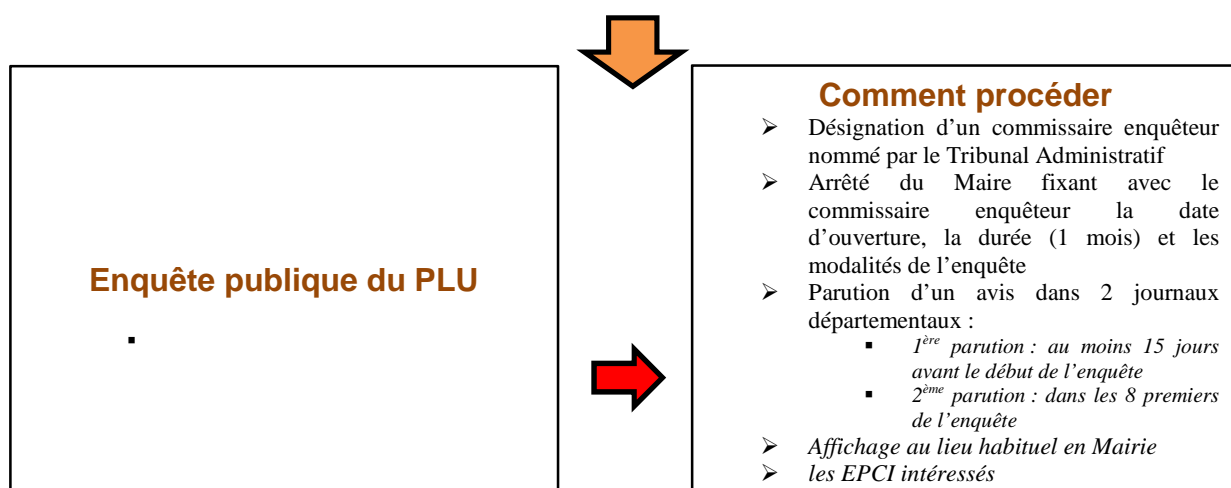 Enquête publique du PLU
▪
Comment procéder
➢ Désignation d’un commissaire enquêteur
nommé par le Tribunal Administratif
➢ Arrêté du Maire fixant avec le
commissaire enquêteur la date
d’ouverture, la durée (1 mois) et les
modalités de l’enquête
➢ Parution d’un avis dans 2 journaux
départementaux :
▪ 1ère parution : au moins 15 jours
avant le début de l’enquête
▪ 2ème parution : dans les 8 premiers
de l’enquête
➢ Affichage au lieu habituel en Mairie
➢ les EPCI intéressés